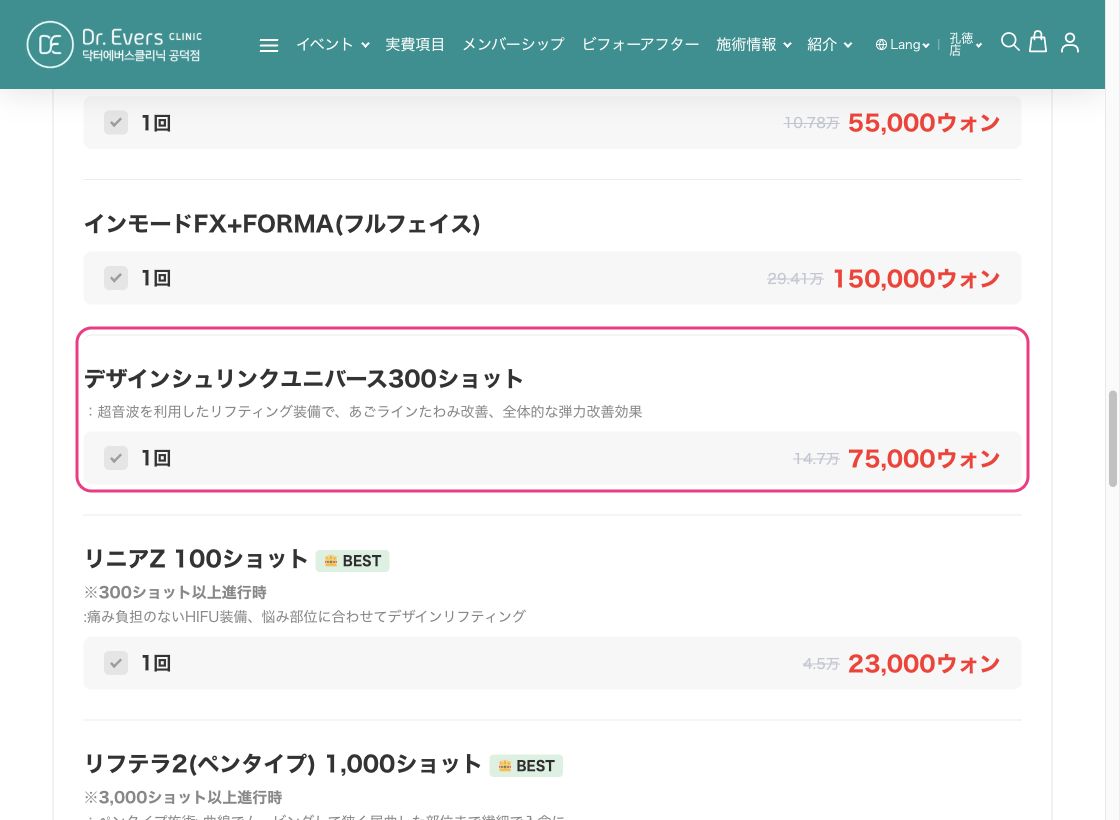 Dr. Evers CLINIC
닥터에버스클리닉 공덕점
イベント 実費項目 メンバーシップ ビフォーアフター 施術情報 紹介 Lang 孔徳店
1回 10.78万 55,000ウォン
インモードFX+FORMA(フルフェイス)
1回 29.41万 150,000ウォン
デザインシュリンクユニバース300ショット
：超音波を利用したリフティング装備で、あごラインたわみ改善、全体的な弾力改善効果
1回 14.7万 75,000ウォン
リニアZ 100ショット BEST
※300ショット以上進行時
:痛み負担のないHIFU装備、悩み部位に合わせてデザインリフティング
1回 4.5万 23,000ウォン
リフテラ2(ペンタイプ) 1,000ショット BEST
※3,000ショット以上進行時